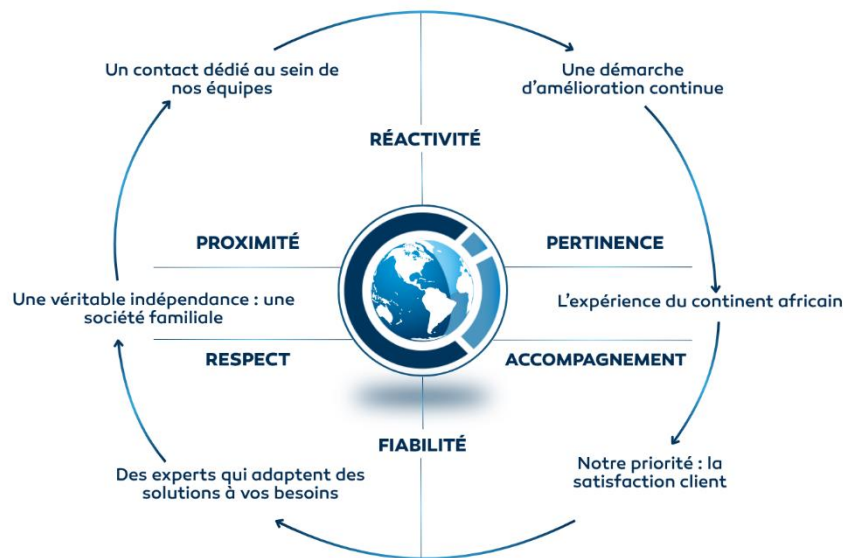 Un contact dédié au sein de
nos équipes
Une démarche
d'amélioration continue
RÉACTIVITÉ
PROXIMITÉ
PERTINENCE
Une véritable indépendance : une
société familiale
L'expérience du continent africain
RESPECT
ACCOMPAGNEMENT
FIABILITÉ
Des experts qui adaptent des
solutions à vos besoins
Notre priorité : la
satisfaction client